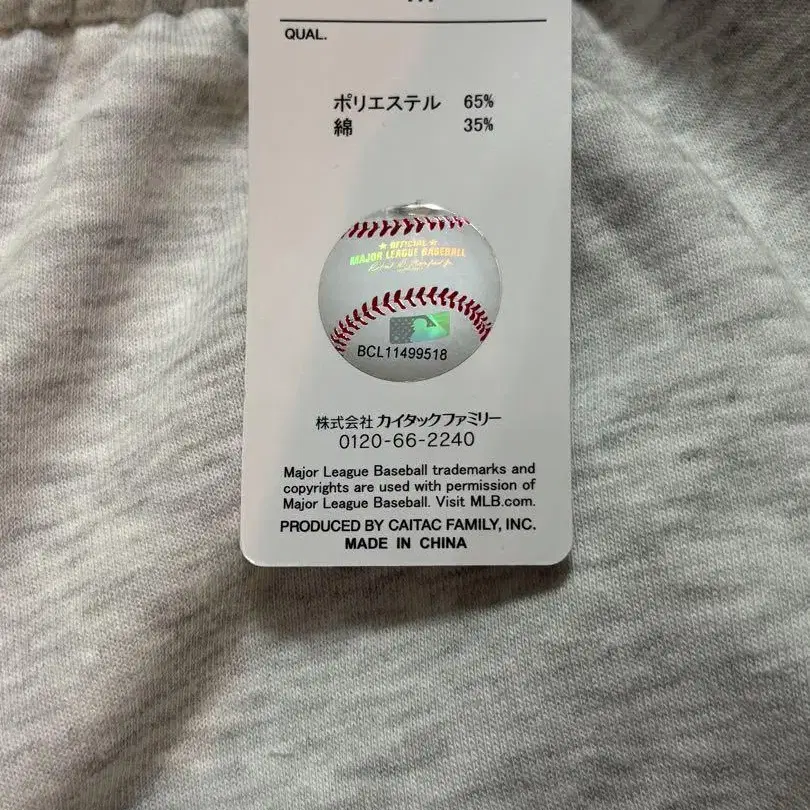 QUAL.
ポリエステル 65%
綿 35%
★ OFFICIAL ★
MAJOR LEAGUE BASEBALL
BCL11499518
株式会社 カイタックファミリー
0120-66-2240
Major League Baseball trademarks and
copyrights are used with permission of
Major League Baseball. Visit MLB.com.
PRODUCED BY CAITAC FAMILY, INC.
MADE IN CHINA